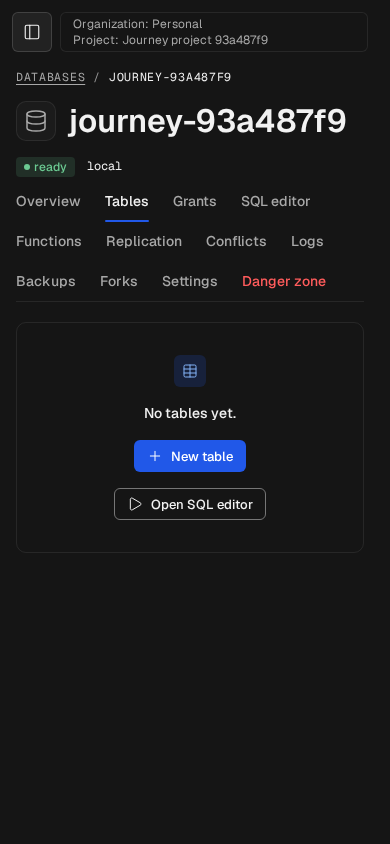 Organization: Personal
Project: Journey project 93a487f9
DATABASES / JOURNEY-93A487F9
journey-93a487f9
ready local
Overview Tables Grants SQL editor
Functions Replication Conflicts Logs
Backups Forks Settings Danger zone
No tables yet.
New table
Open SQL editor